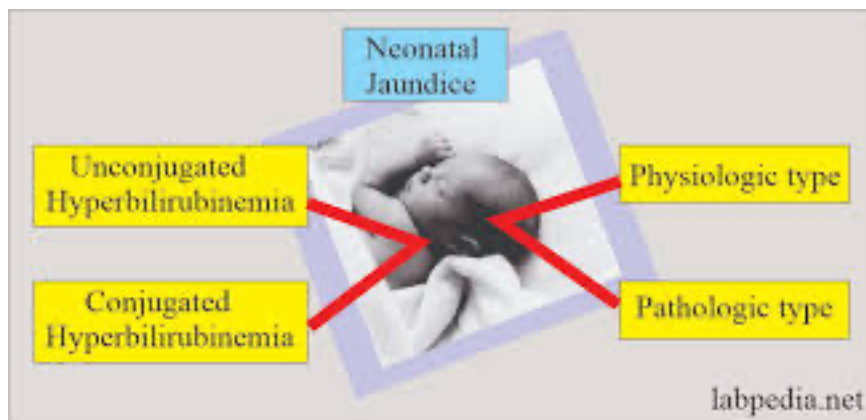 Neonatal
Jaundice
Unconjugated
Hyperbilirubinemia
Physiologic type
Conjugated
Hyperbilirubinemia
Pathologic type
labpedia.net